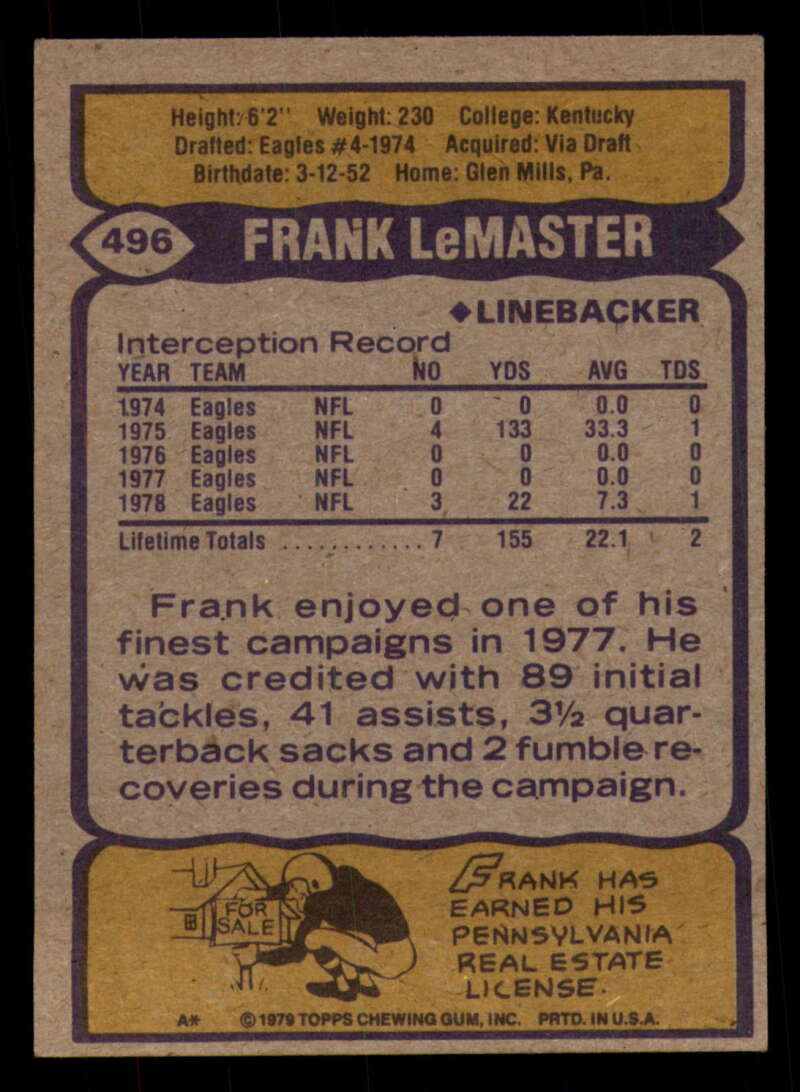 Height: 6'2" Weight: 230 College: Kentucky
Drafted: Eagles #4-1974 Acquired: Via Draft
Birthdate: 3-12-52 Home: Glen Mills, Pa.
496 FRANK LeMASTER
◆LINEBACKER
Interception Record
YEAR TEAM NO YDS AVG TDS
1974 Eagles NFL 0 0 0.0 0
1975 Eagles NFL 4 133 33.3 1
1976 Eagles NFL 0 0 0.0 0
1977 Eagles NFL 0 0 0.0 0
1978 Eagles NFL 3 22 7.3 1
Lifetime Totals ............ 7 155 22.1 2
Frank enjoyed one of his
finest campaigns in 1977. He
was credited with 89 initial
tackles, 41 assists, 3½ quar-
terback sacks and 2 fumble re-
coveries during the campaign.
FOR
SALE
FRANK HAS
EARNED HIS
PENNSYLVANIA
REAL ESTATE
LICENSE.
A* © 1979 TOPPS CHEWING GUM, INC. PRTD. IN U.S.A.